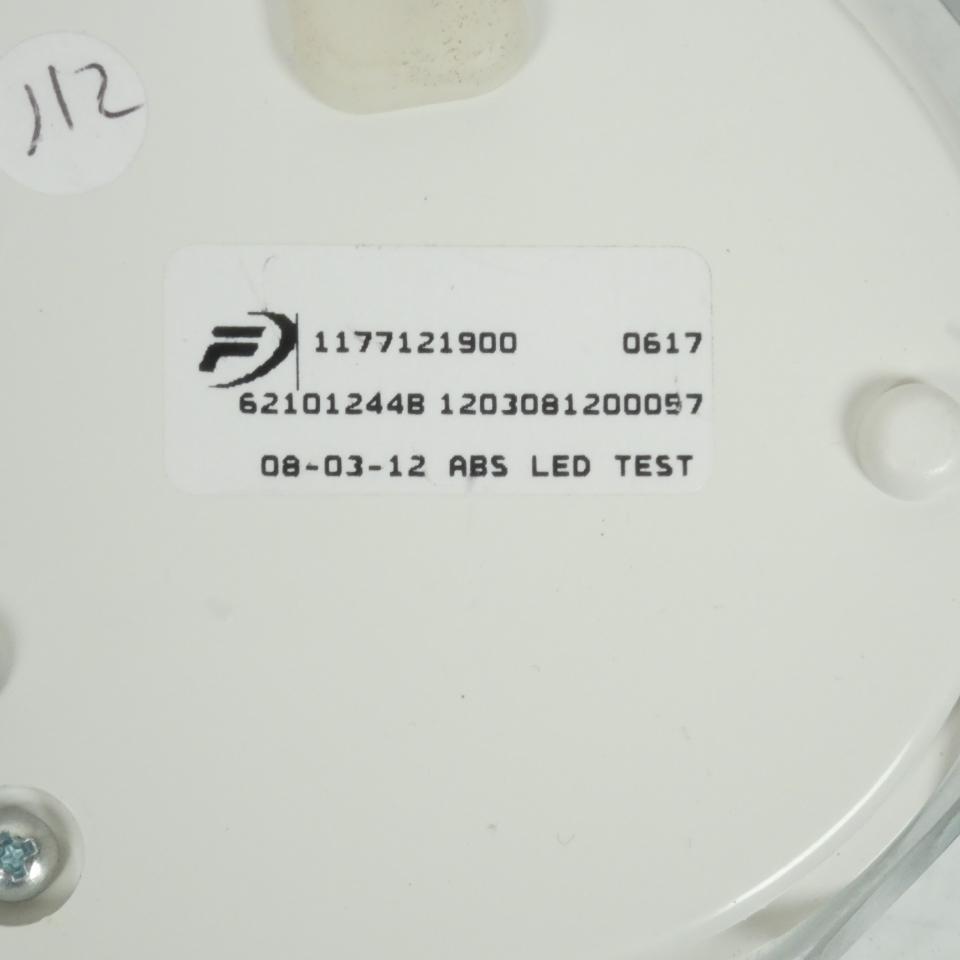 112
1177121900 0617
62101244B 1203081200057
08-03-12 ABS LED TEST